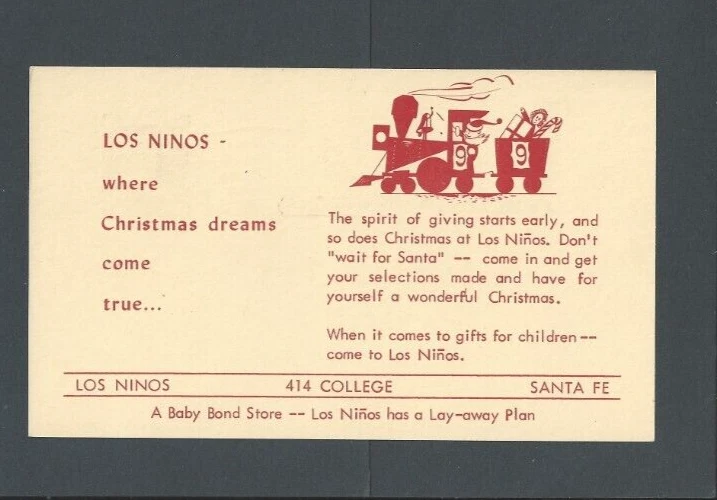 9
9
LOS NINOS -
where
Christmas dreams
come
true...
The spirit of giving starts early, and
so does Christmas at Los Niños. Don't
"wait for Santa" -- come in and get
your selections made and have for
yourself a wonderful Christmas.
When it comes to gifts for children--
come to Los Niños.
LOS NINOS 414 COLLEGE SANTA FE
A Baby Bond Store -- Los Niños has a Lay-away Plan